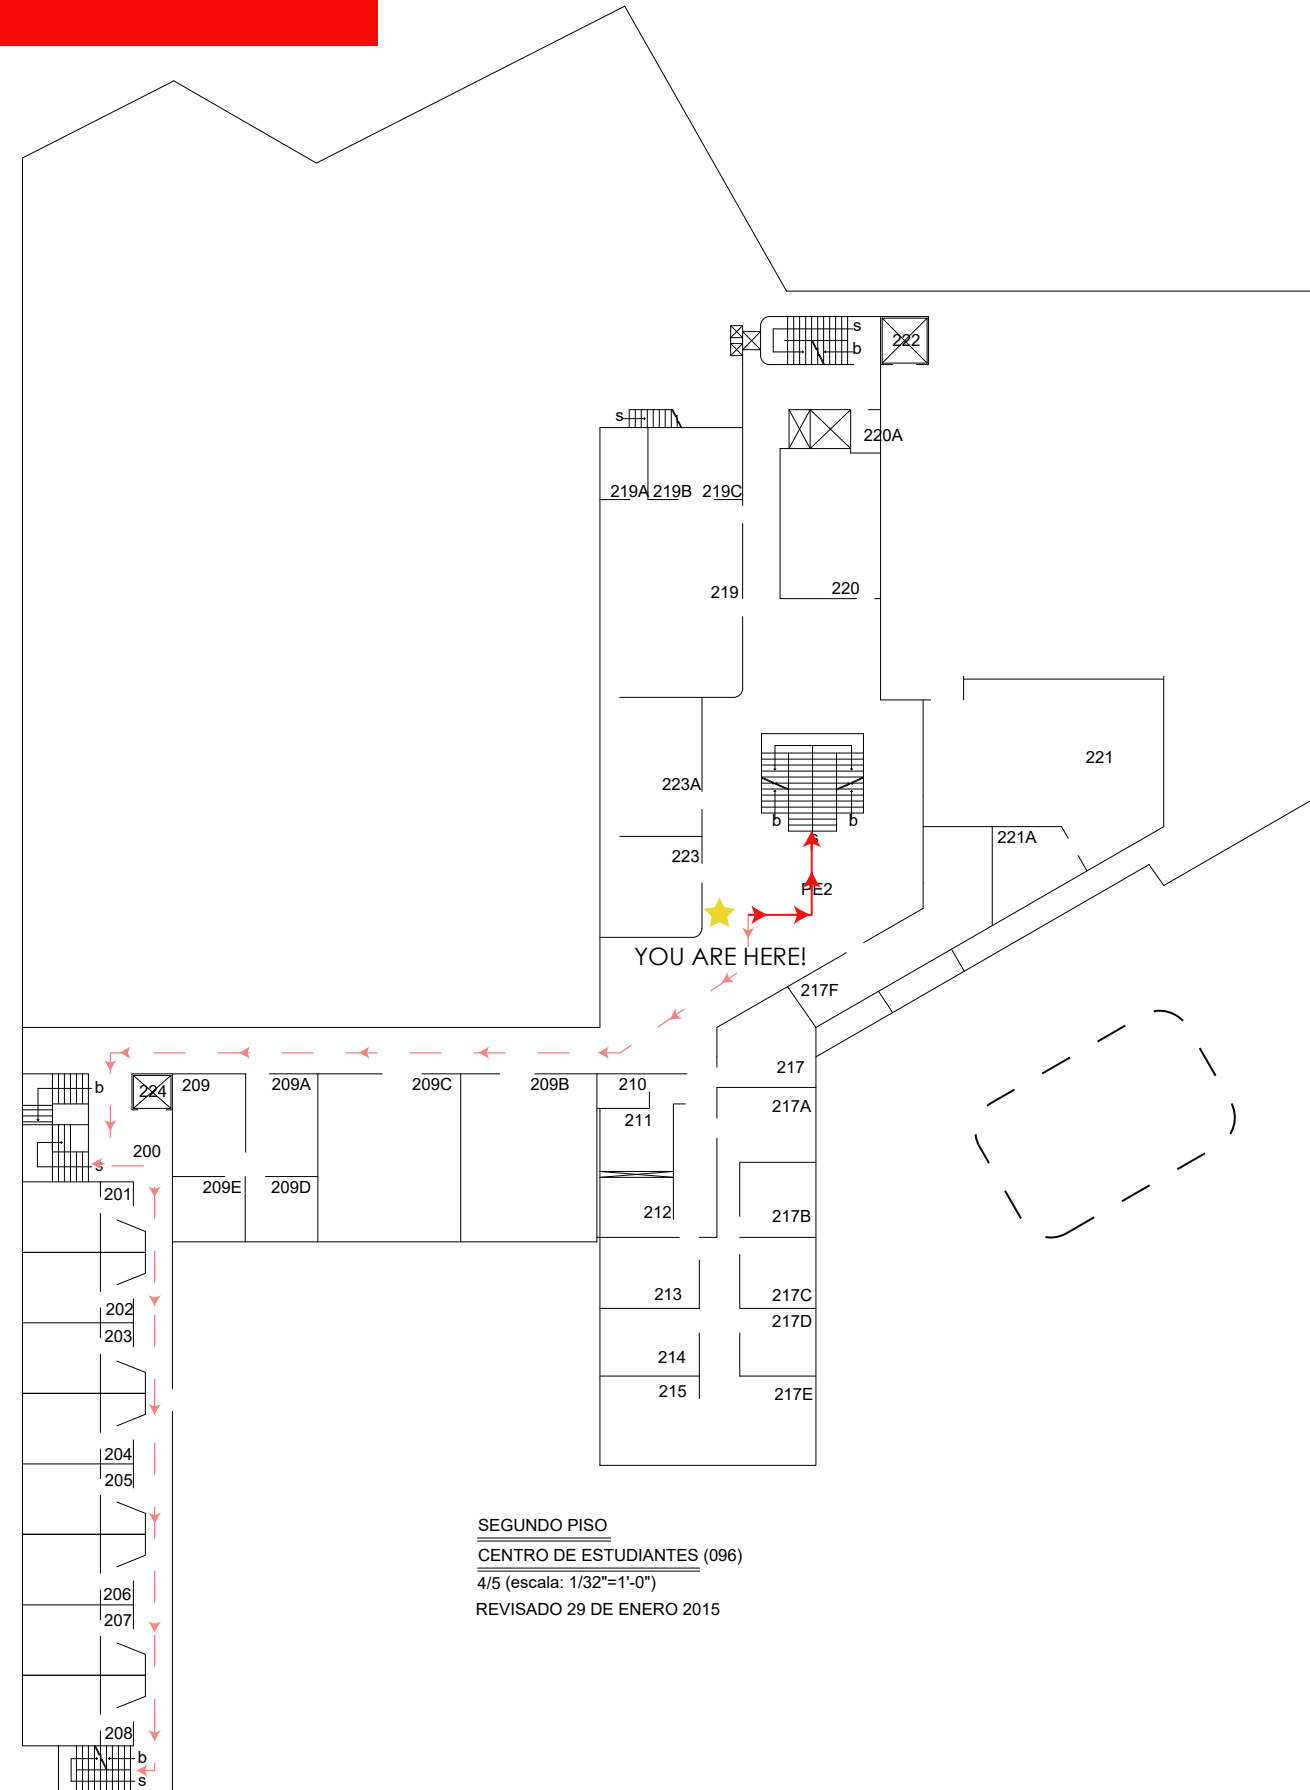 s
b
222
s
220A
219A 219B 219C
219
220
221
223A
b
b
221A
s
223
PE2
YOU ARE HERE!
217F
217
b
224
209
209A
209C
209B
210
217A
211
200
s
201
209E
209D
212
217B
213
217C
202
217D
203
214
215
217E
204
205
SEGUNDO PISO
CENTRO DE ESTUDIANTES (096)
4/5 (escala: 1/32"=1'-0")
206
REVISADO 29 DE ENERO 2015
207
208
b
s